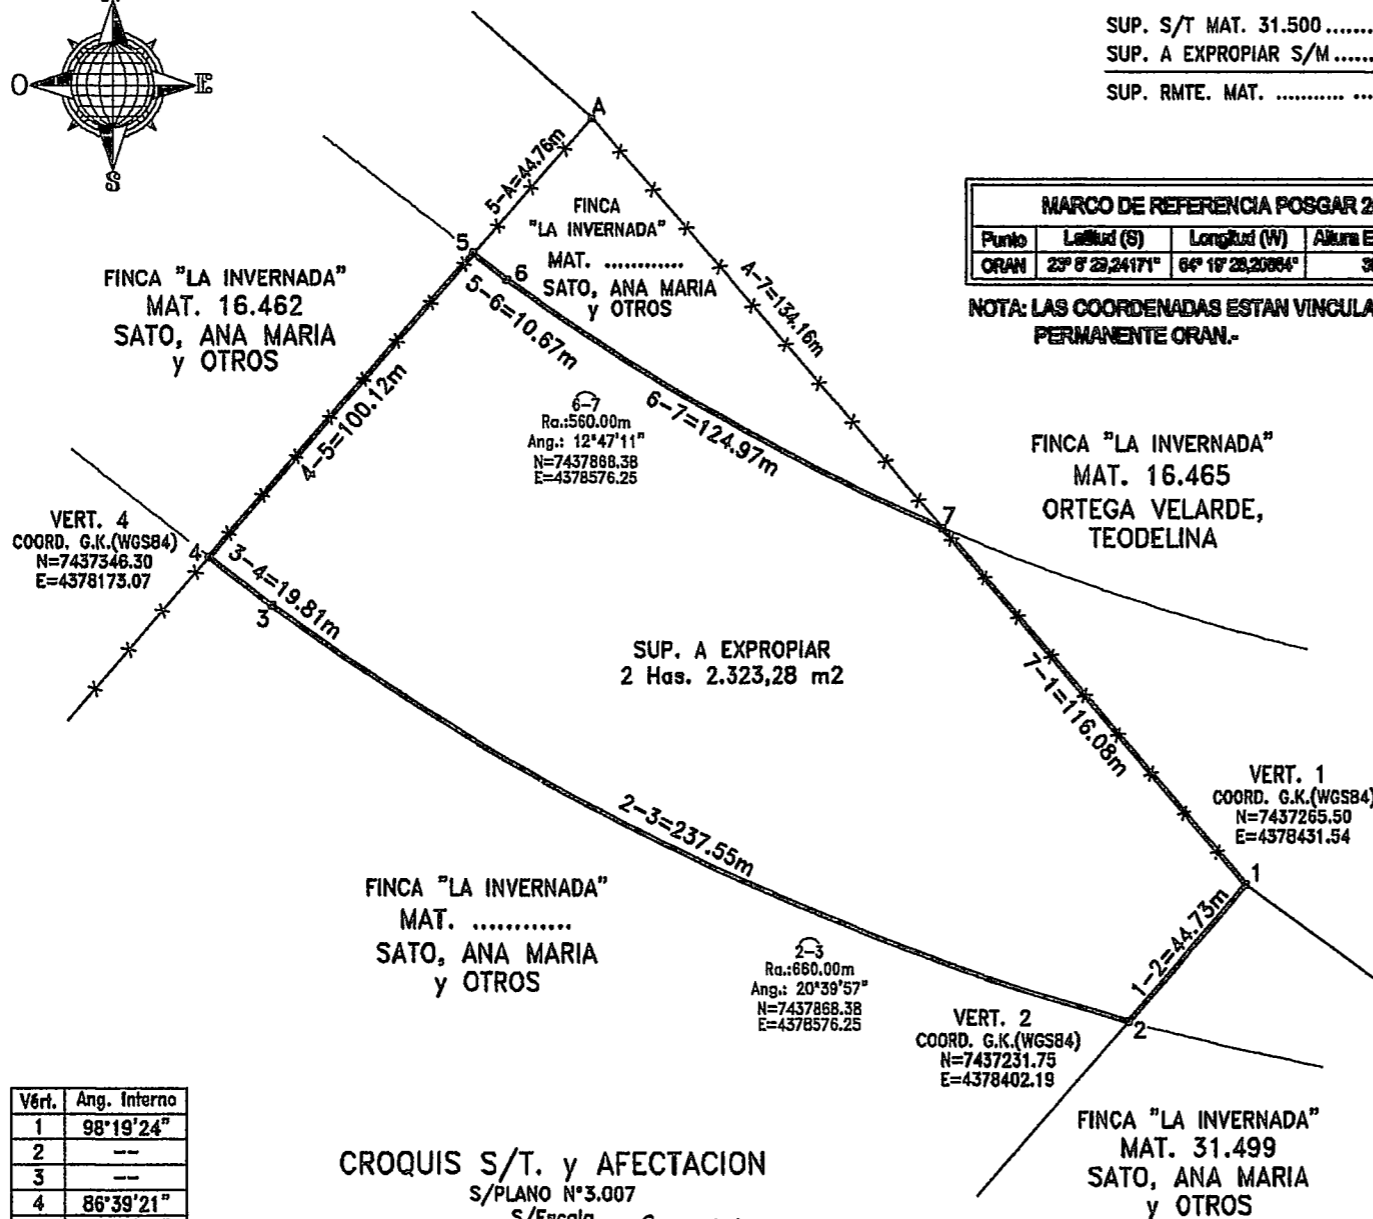 O
E
S
SUP. S/T MAT. 31.500........
SUP. A EXPROPIAR S/M......
SUP. RMTE. MAT. ........... ...
MARCO DE REFERENCIA POSGAR 2
Punto Latitud (S) Longitud (W) Altura E
ORAN 23° 8' 29,24171" 64° 19' 28,20864" 3
NOTA: LAS COORDENADAS ESTAN VINCULA
PERMANENTE ORAN.-
A
5-A=44.76m
FINCA
"LA INVERNADA"
MAT. ............
SATO, ANA MARIA
y OTROS
A-7=134.16m
5
6
5-6=10.67m
FINCA "LA INVERNADA"
MAT. 16.462
SATO, ANA MARIA
y OTROS
4-5=100.12m
6-7
Ra.:560.00m
Ang.: 12°47'11"
N=7437868.38
E=4378576.25
6-7=124.97m
FINCA "LA INVERNADA"
MAT. 16.465
ORTEGA VELARDE,
TEODELINA
7
VERT. 4
COORD. G.K.(WGS84)
N=7437346.30
E=4378173.07
4
3-4=19.81m
3
SUP. A EXPROPIAR
2 Has. 2.323,28 m2
7-1=116.08m
VERT. 1
COORD. G.K.(WGS84)
N=7437265.50
E=4378431.54
1
2-3=237.55m
FINCA "LA INVERNADA"
MAT. ............
SATO, ANA MARIA
y OTROS
2-3
Ra.:660.00m
Ang.: 20°39'57"
N=7437868.38
E=4378576.25
1-2=44.73m
2
VERT. 2
COORD. G.K.(WGS84)
N=7437231.75
E=4378402.19
FINCA "LA INVERNADA"
MAT. 31.499
SATO, ANA MARIA
y OTROS
Vért. Ang. Interno
1 98°19'24"
2 --
3 --
4 86°39'21"
CROQUIS S/T. y AFECTACION
S/PLANO N°3.007
S/Escala